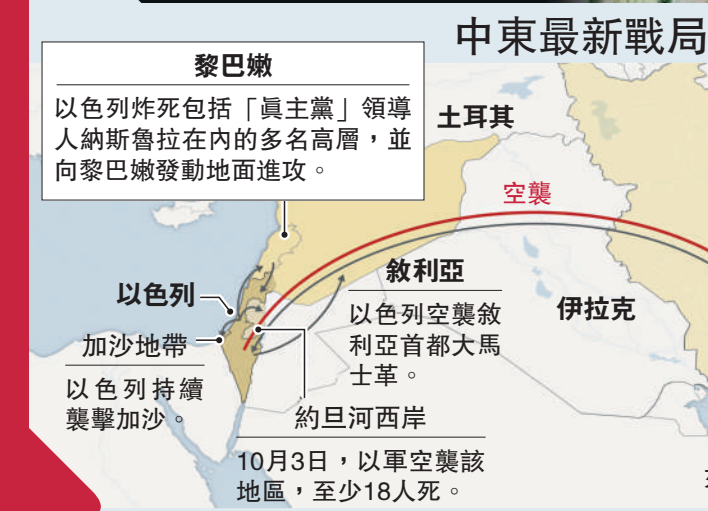 中東最新戰局
黎巴嫩
以色列炸死包括「眞主黨」領導
人納斯魯拉在內的多名高層，並
向黎巴嫩發動地面進攻。
土耳其
空襲
敘利亞
以色列空襲敘
利亞首都大馬
士革。
伊拉克
以色列
加沙地帶
以色列持續
襲擊加沙。
約旦河西岸
10月3日，以軍空襲該
地區，至少18人死。